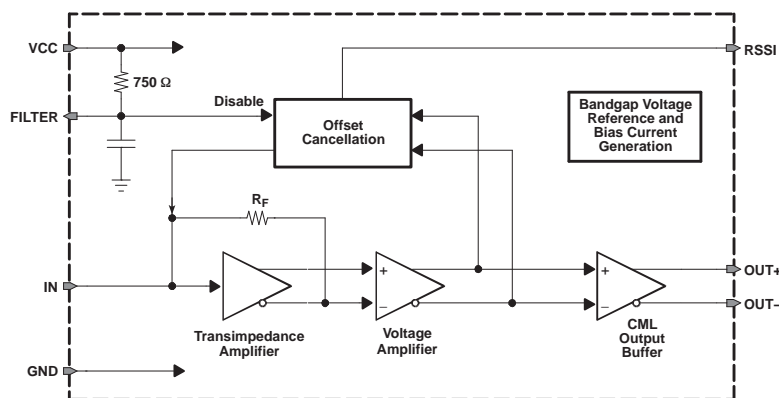 VCC
RSSI
750 Ω
Disable
FILTER
Offset
Cancellation
Bandgap Voltage
Reference and
Bias Current
Generation
RF
+
+
OUT+
IN
−
−
OUT−
Transimpedance
Amplifier
Voltage
Amplifier
CML
Output
Buffer
GND